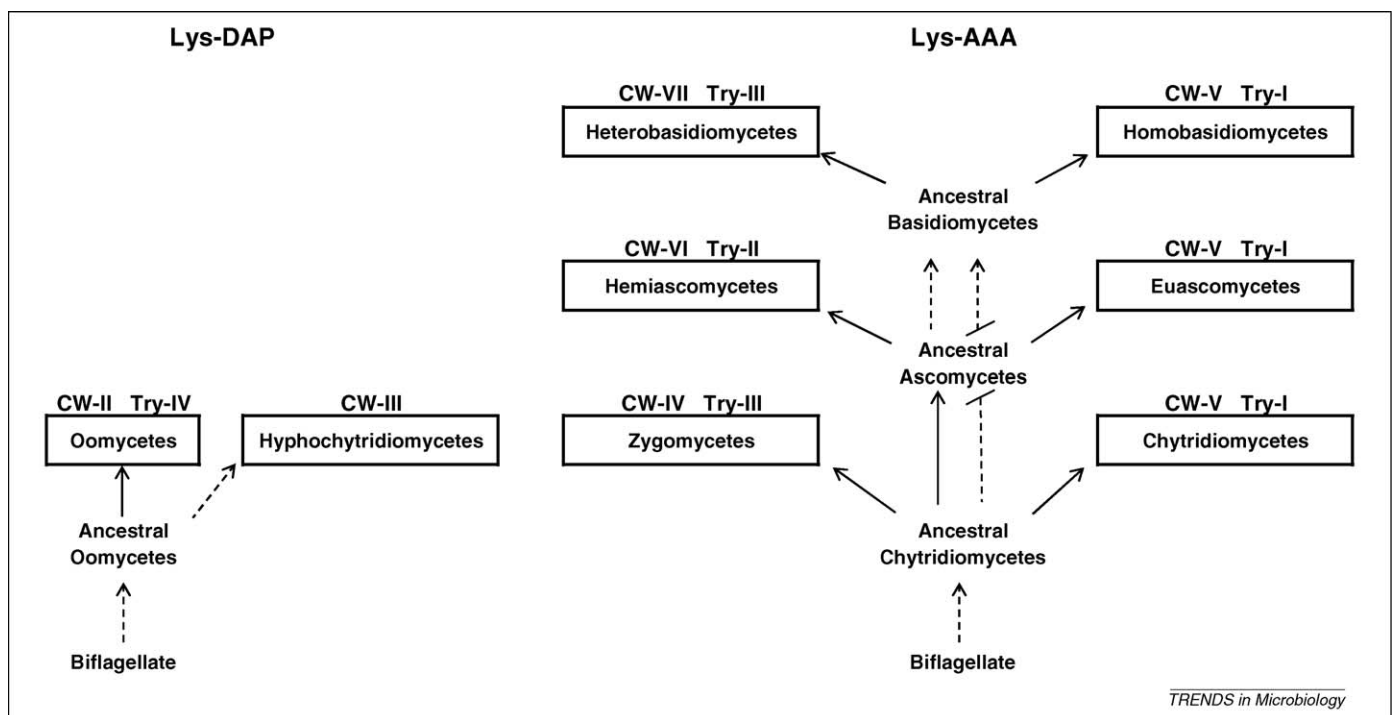 Lys-DAP
Lys-AAA
CW-VII Try-III
Heterobasidiomycetes
CW-V Try-I
Homobasidiomycetes
Ancestral
Basidiomycetes
CW-VI Try-II
Hemiascomycetes
CW-V Try-I
Euascomycetes
Ancestral
Ascomycetes
CW-II Try-IV
Oomycetes
CW-III
Hyphochytridiomycetes
CW-IV Try-III
Zygomycetes
CW-V Try-I
Chytridiomycetes
Ancestral
Oomycetes
Ancestral
Chytridiomycetes
Biflagellate
Biflagellate
TRENDS in Microbiology